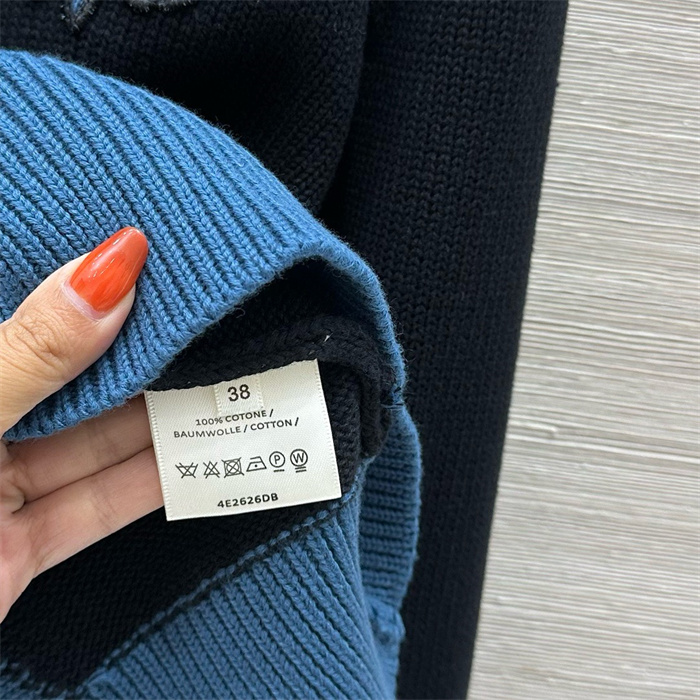 38
100% COTONE /
BAUMWOLLE / COTTON /
P W
4E2626DB